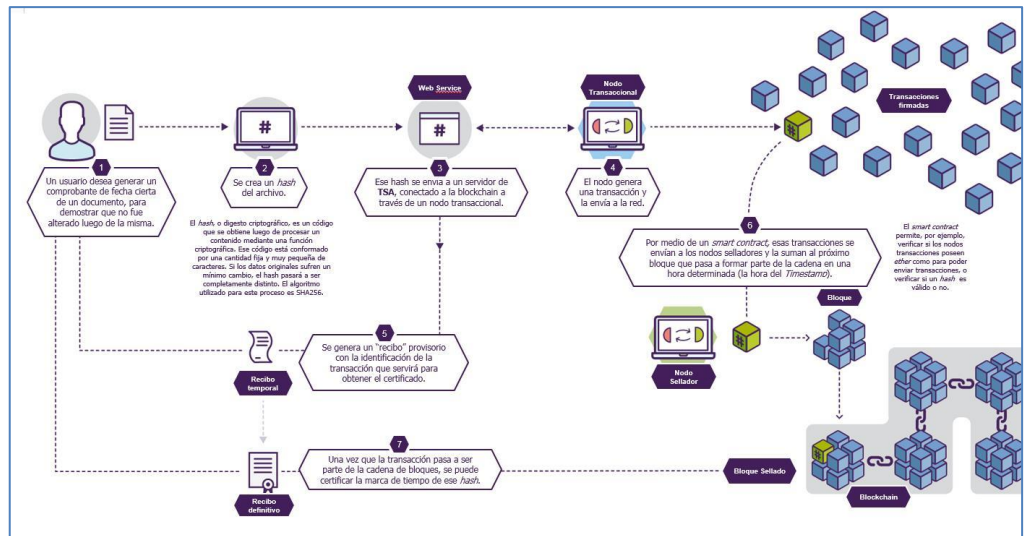 Web Service
Nodo
Transaccional
Transacciones
firmadas
#
#
#
1
Un usuario desea generar un
comprobante de fecha cierta
de un documento, para
demostrar que no fue
alterado luego de la misma.
2
Se crea un hash
del archivo.
El hash, o digesto criptográfico, es un código
que se obtiene luego de procesar un
contenido mediante una función
criptográfica. Ese código está conformado
por una cantidad fija y muy pequeña de
caracteres. Si los datos originales sufren un
mínimo cambio, el hash pasará a ser
completamente distinto. El algoritmo
utilizado para este proceso es SHA256.
3
Ese hash se envia a un servidor de
TSA, conectado a la blockchain a
través de un nodo transaccional.
4
El nodo genera
una transacción y
la envía a la red.
6
Por medio de un smart contract, esas transacciones se
envían a los nodos selladores y la suman al próximo
bloque que pasa a formar parte de la cadena en una
hora determinada (la hora del Timestamp).
El smart contract
permite, por ejemplo,
verificar si los nodos
transacciones poseen
ether como para poder
enviar transacciones, o
verificar si un hash es
válido o no.
Bloque
#
Nodo
Sellador
5
Se genera un "recibo" provisorio
con la identificación de la
transacción que servirá para
obtener el certificado.
Recibo
temporal
7
Una vez que la transacción pasa a ser
parte de la cadena de bloques, se puede
certificar la marca de tiempo de ese hash.
Recibo
definitivo
Bloque Sellado
#
Blockchain